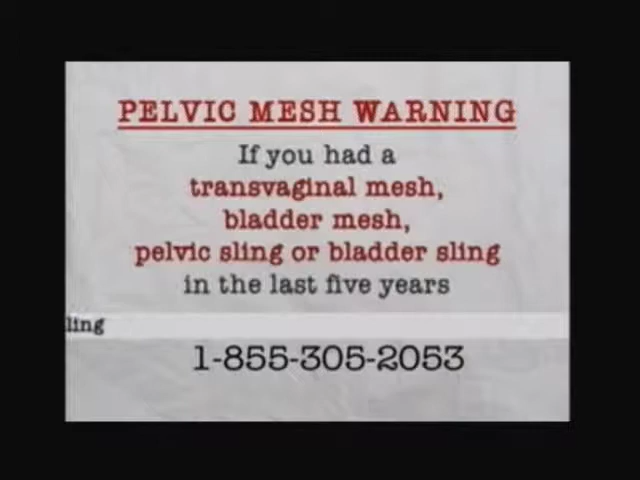 PELVIC MESH WARNING
If you had a
transvaginal mesh,
bladder mesh,
pelvic sling or bladder sling
in the last five years
ling
1-855-305-2053